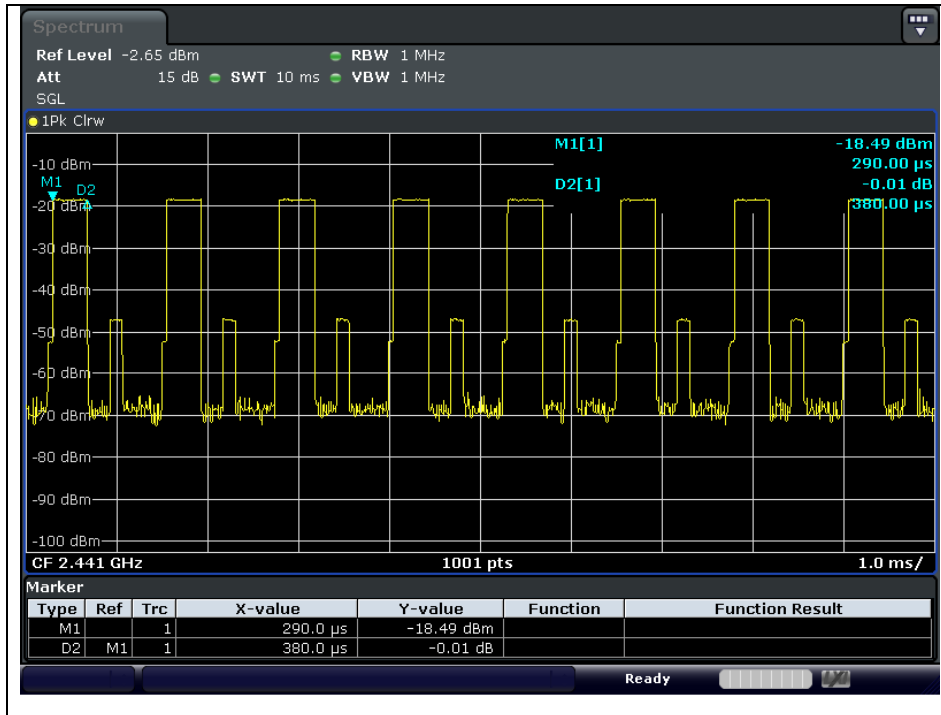 Spectrum
Ref Level -2.65 dBm RBW 1 MHz
Att 15 dB SWT 10 ms VBW 1 MHz
SGL
1Pk Clrw
M1[1] -18.49 dBm
290.00 µs
D2[1] -0.01 dB
380.00 µs
-10 dBm
M1 D2
-20 dBm
-30 dBm
-40 dBm
-50 dBm
-60 dBm
-70 dBm
-80 dBm
-90 dBm
-100 dBm
CF 2.441 GHz 1001 pts 1.0 ms/
Marker
Type Ref Trc X-value Y-value Function Function Result
M1 1 290.0 µs -18.49 dBm
D2 M1 1 380.0 µs -0.01 dB
Ready